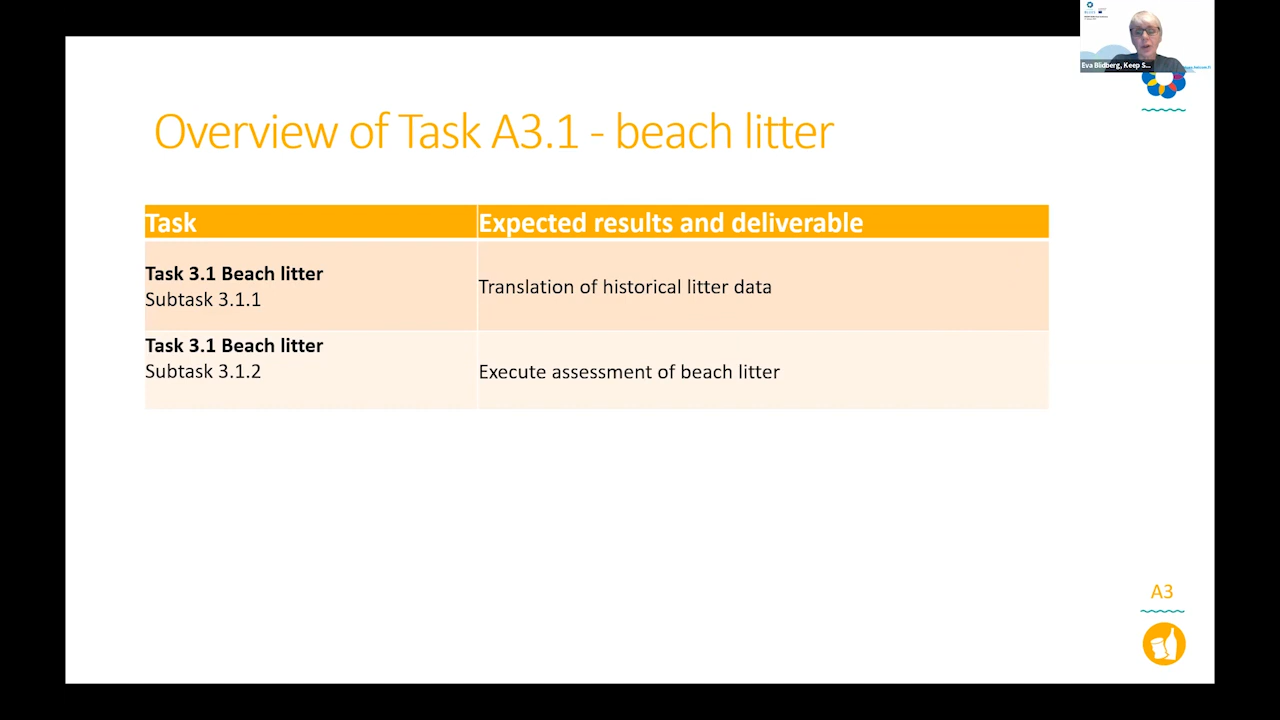 Eva Blidberg, Keep S...
Overview of Task A3.1 - beach litter
Task
Expected results and deliverable
Task 3.1 Beach litter
Subtask 3.1.1
Translation of historical litter data
Task 3.1 Beach litter
Subtask 3.1.2
Execute assessment of beach litter
A3